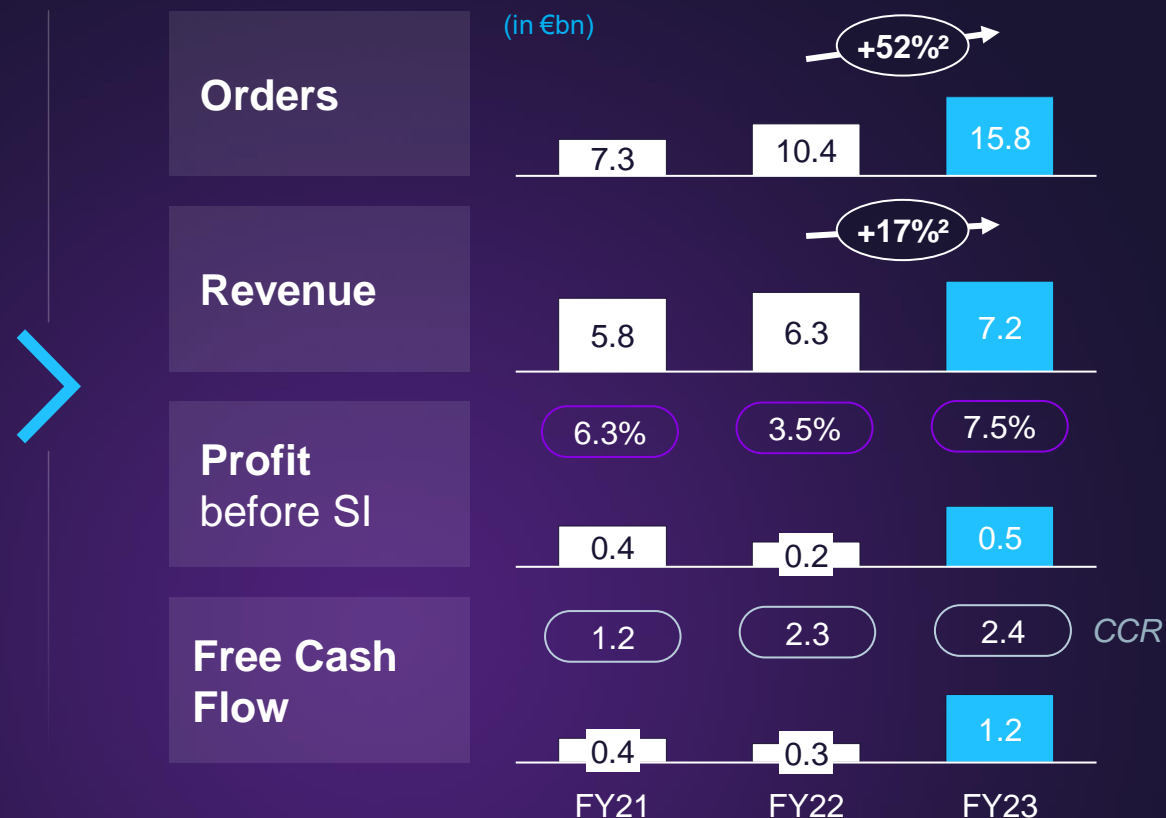 (in €bn)
Orders
+52%²
7.3
10.4
15.8
Revenue
+17%²
5.8
6.3
7.2
Profit
before SI
6.3%
3.5%
7.5%
0.4
0.2
0.5
Free Cash
Flow
1.2
2.3
2.4
CCR
0.4
0.3
1.2
FY21
FY22
FY23